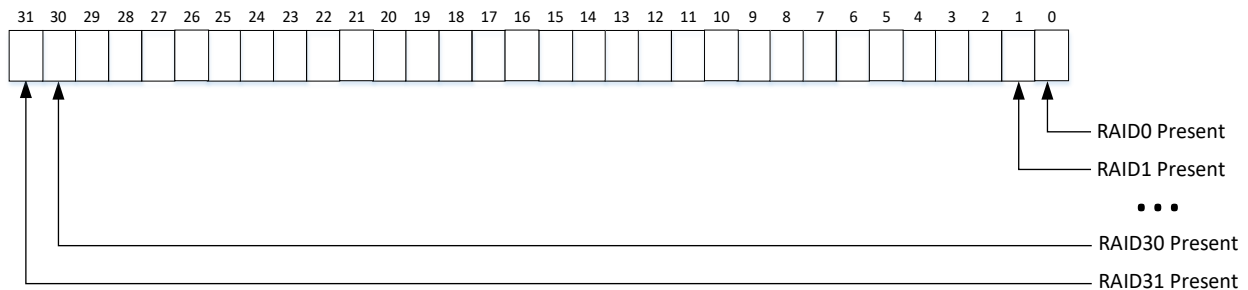 31 30 29 28 27 26 25 24 23 22 21 20 19 18 17 16 15 14 13 12 11 10 9 8 7 6 5 4 3 2 1 0
RAID0 Present
RAID1 Present
• • •
RAID30 Present
RAID31 Present